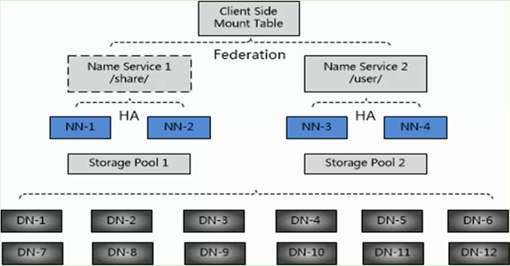 Client Side
Mount Table
Federation
Name Service 1
/share/
Name Service 2
/user/
HA
HA
NN-1
NN-2
NN-3
NN-4
Storage Pool 1
Storage Pool 2
DN-1
DN-2
DN-3
DN-4
DN-5
DN-6
DN-7
DN-8
DN-9
DN-10
DN-11
DN-12